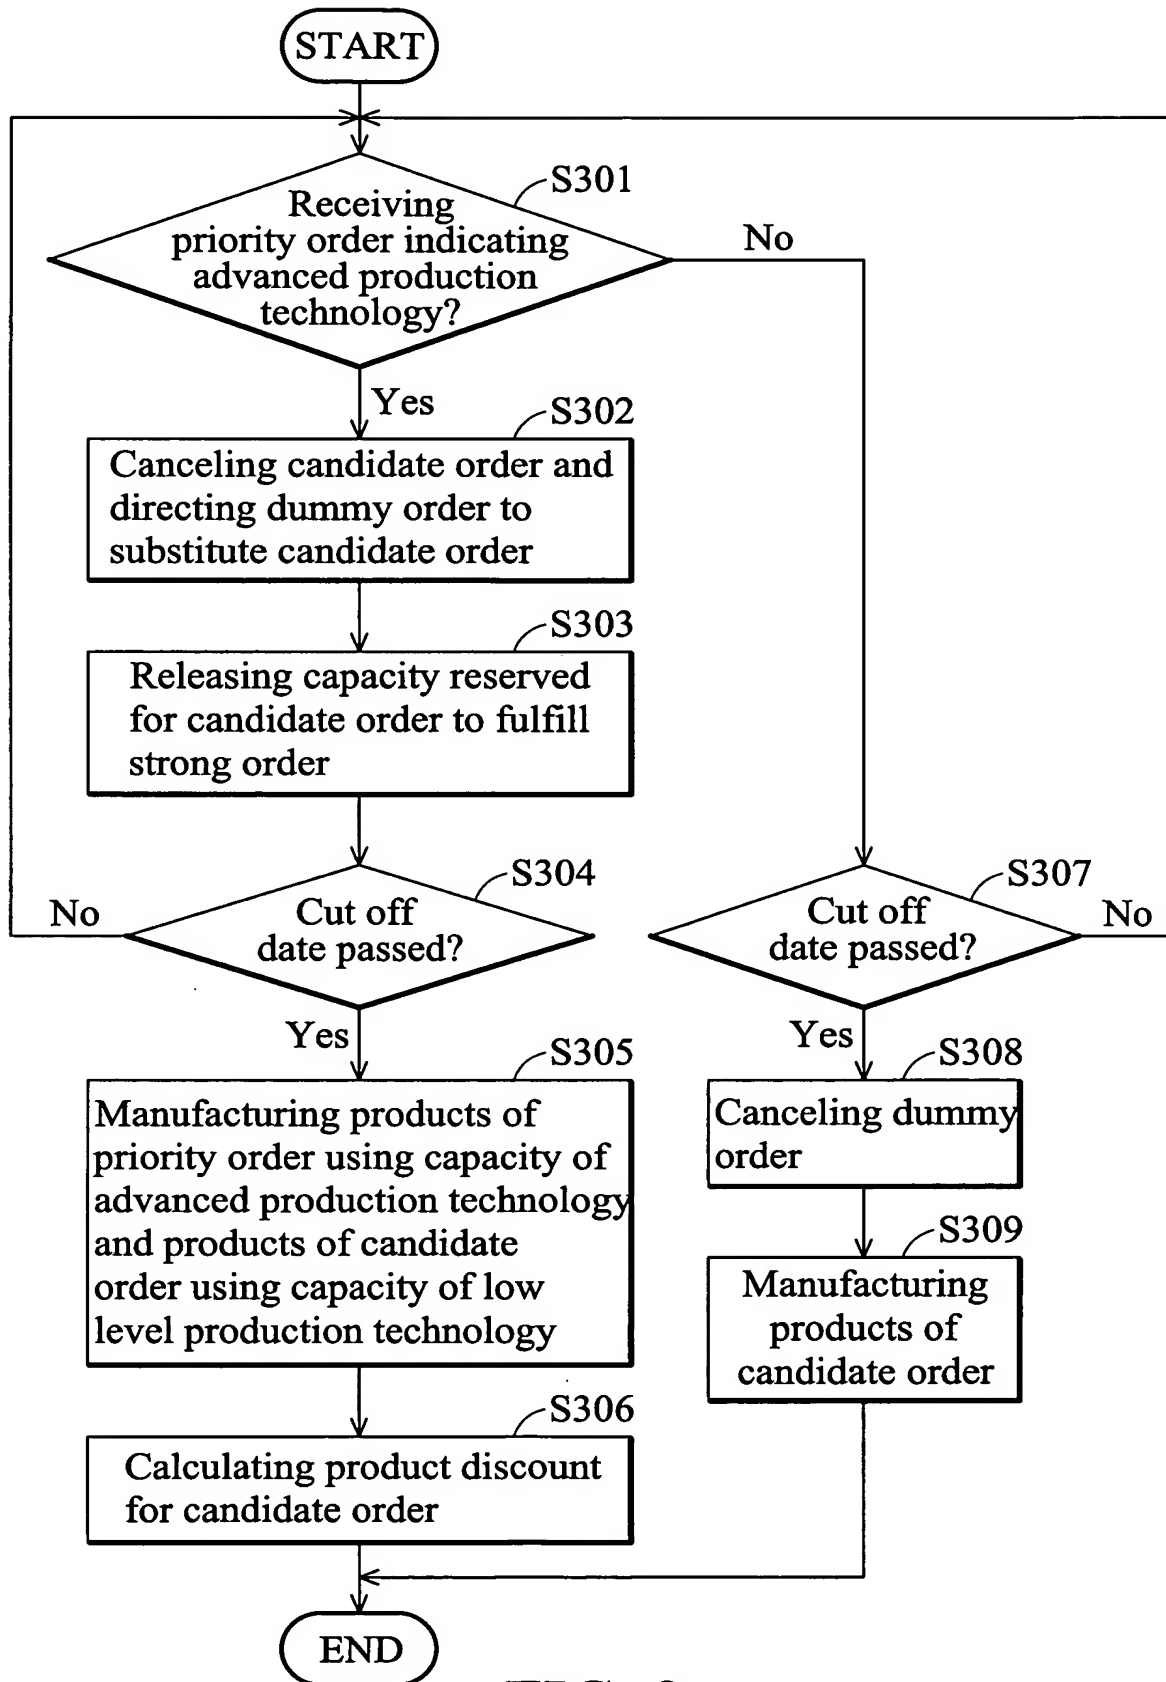 START
S301
Receiving
priority order indicating
advanced production
technology?
No
Yes
S302
Canceling candidate order and
directing dummy order to
substitute candidate order
S303
Releasing capacity reserved
for candidate order to fulfill
strong order
S304
Cut off
date passed?
No
Yes
S307
Cut off
date passed?
No
Yes
S305
Manufacturing products of
priority order using capacity of
advanced production technology
and products of candidate
order using capacity of low
level production technology
S308
Canceling dummy
order
S309
Manufacturing
products of
candidate order
S306
Calculating product discount
for candidate order
END